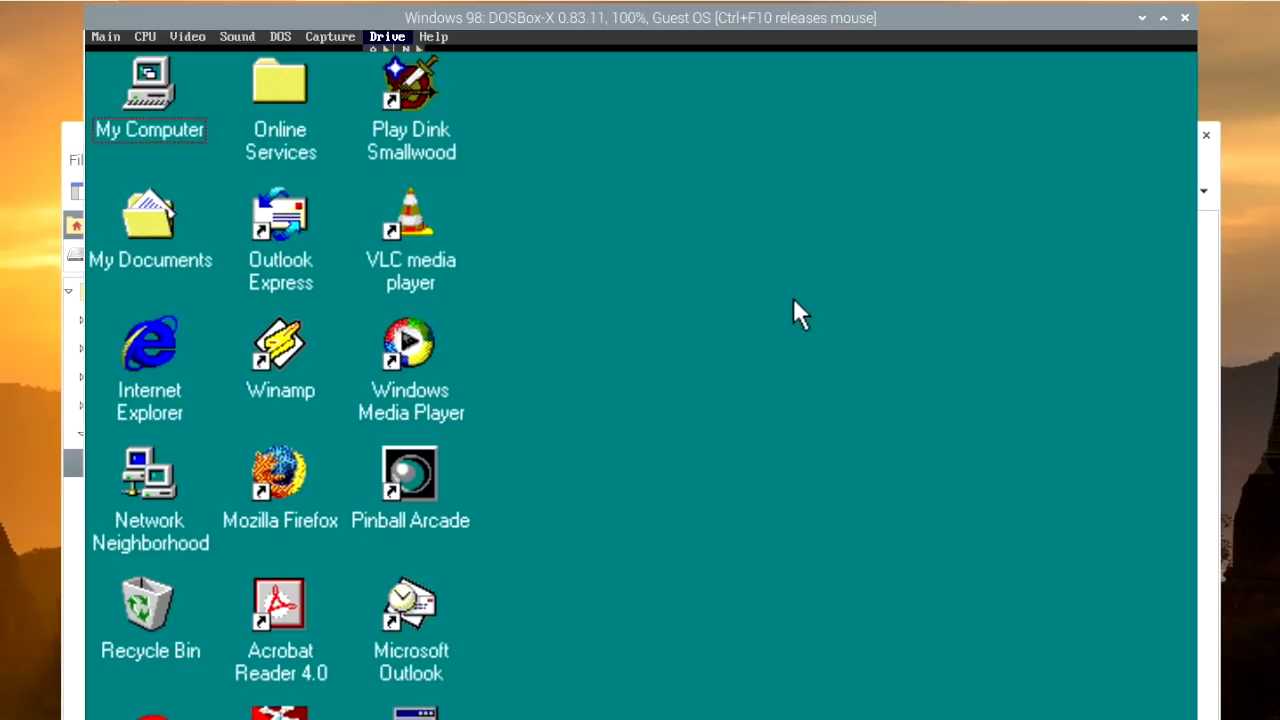 Windows 98: DOSBox-X 0.83.11, 100%, Guest OS [Ctrl+F10 releases mouse]
Main CPU Video Sound DOS Capture Drive Help
My Computer
Online
Services
Play Dink
Smallwood
Fil
My Documents
Outlook
Express
VLC media
player
Internet
Explorer
Winamp
Windows
Media Player
Network
Neighborhood
Mozilla Firefox
Pinball Arcade
Recycle Bin
Acrobat
Reader 4.0
Microsoft
Outlook